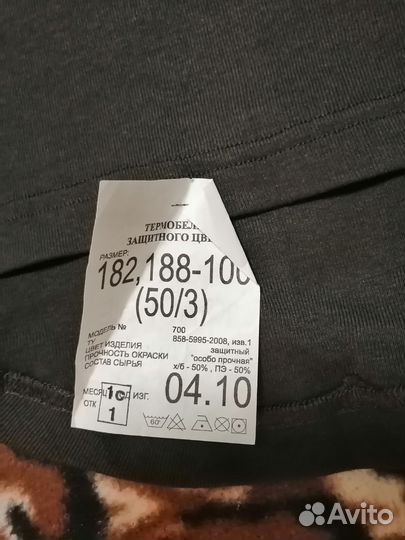 ТЕРМОБЕЛ
ЗАЩИТНОГО ЦВ
РАЗМЕР:
182,188-100
(50/3)
МОДЕЛЬ № 700
ТУ 858-5995-2008, изв.1
ЦВЕТ ИЗДЕЛИЯ защитный
ПРОЧНОСТЬ ОКРАСКИ "особо прочная"
СОСТАВ СЫРЬЯ х/б - 50% , ПЭ - 50%
МЕСЯЦ, ГОД ИЗГ. 04.10
ОТК 1с
1
60°
Avito